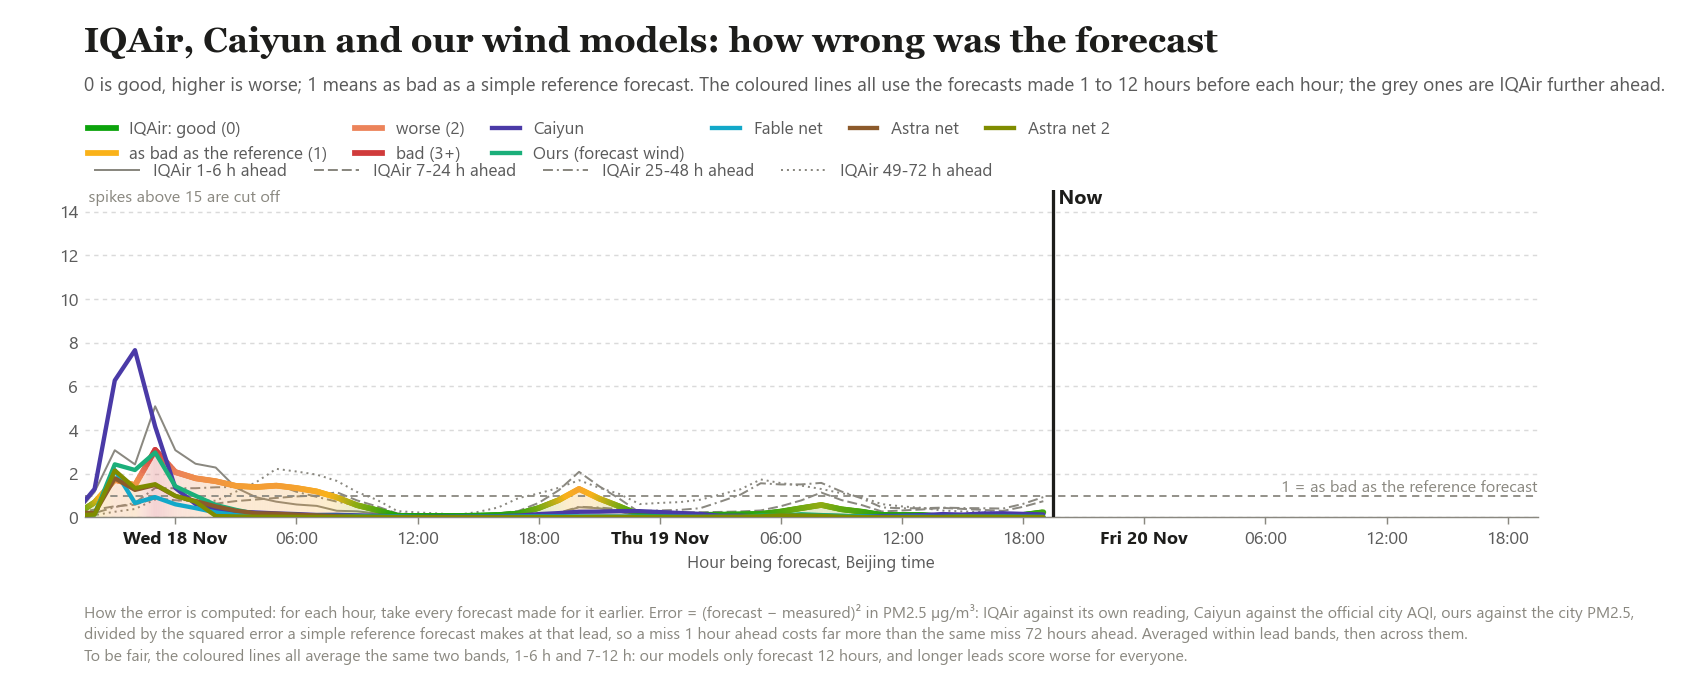 IQAir, Caiyun and our wind models: how wrong was the forecast
0 is good, higher is worse; 1 means as bad as a simple reference forecast. The coloured lines all use the forecasts made 1 to 12 hours before each hour; the grey ones are IQAir further ahead.
IQAir: good (0) worse (2) Caiyun Fable net Astra net Astra net 2
as bad as the reference (1) bad (3+) Ours (forecast wind)
IQAir 1-6 h ahead IQAir 7-24 h ahead IQAir 25-48 h ahead IQAir 49-72 h ahead
spikes above 15 are cut off
Now
14
12
10
8
6
4
2
0
1 = as bad as the reference forecast
Wed 18 Nov 06:00 12:00 18:00 Thu 19 Nov 06:00 12:00 18:00 Fri 20 Nov 06:00 12:00 18:00
Hour being forecast, Beijing time
How the error is computed: for each hour, take every forecast made for it earlier. Error = (forecast − measured)² in PM2.5 µg/m³: IQAir against its own reading, Caiyun against the official city AQI, ours against the city PM2.5,
divided by the squared error a simple reference forecast makes at that lead, so a miss 1 hour ahead costs far more than the same miss 72 hours ahead. Averaged within lead bands, then across them.
To be fair, the coloured lines all average the same two bands, 1-6 h and 7-12 h: our models only forecast 12 hours, and longer leads score worse for everyone.